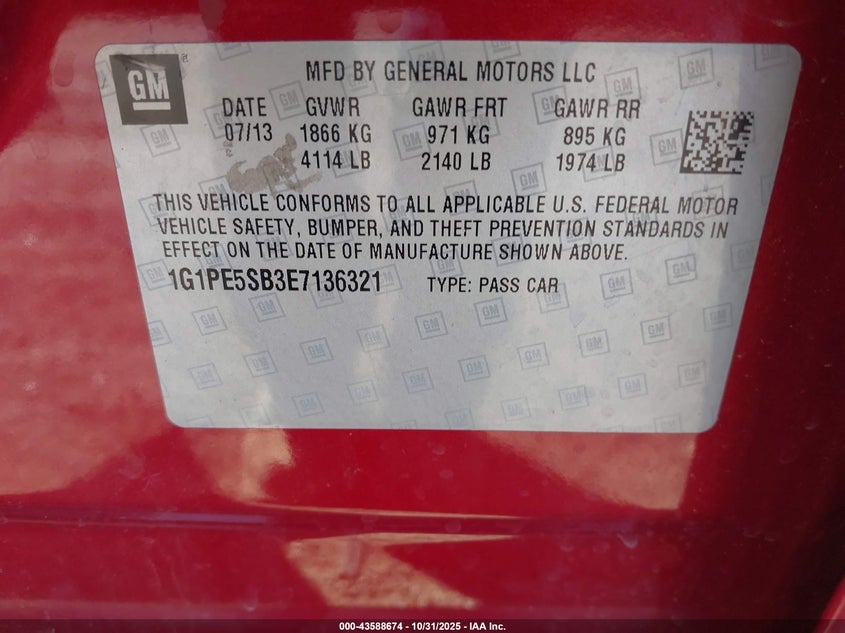 GM
MFD BY GENERAL MOTORS LLC
DATE GVWR GAWR FRT GAWR RR
07/13 1866 KG 971 KG 895 KG
4114 LB 2140 LB 1974 LB
THIS VEHICLE CONFORMS TO ALL APPLICABLE U.S. FEDERAL MOTOR
VEHICLE SAFETY, BUMPER, AND THEFT PREVENTION STANDARDS IN
EFFECT ON THE DATE OF MANUFACTURE SHOWN ABOVE.
1G1PE5SB3E7136321 TYPE: PASS CAR
000-43588674 - 10/31/2025 - IAA Inc.